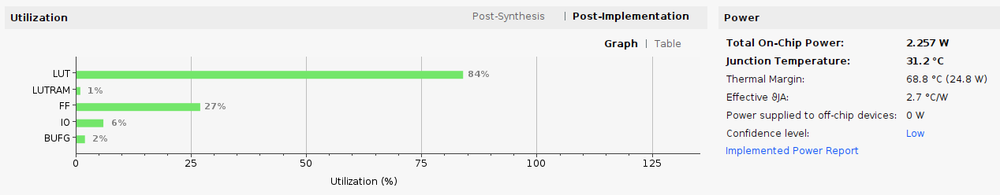 Utilization
Post-Synthesis | Post-Implementation
Graph | Table
LUT 84%
LUTRAM 1%
FF 27%
IO 6%
BUFG 2%
0 25 50 75 100 125
Utilization (%)
Power
Total On-Chip Power: 2.257 W
Junction Temperature: 31.2 °C
Thermal Margin: 68.8 °C (24.8 W)
Effective ϑJA: 2.7 °C/W
Power supplied to off-chip devices: 0 W
Confidence level: Low
Implemented Power Report